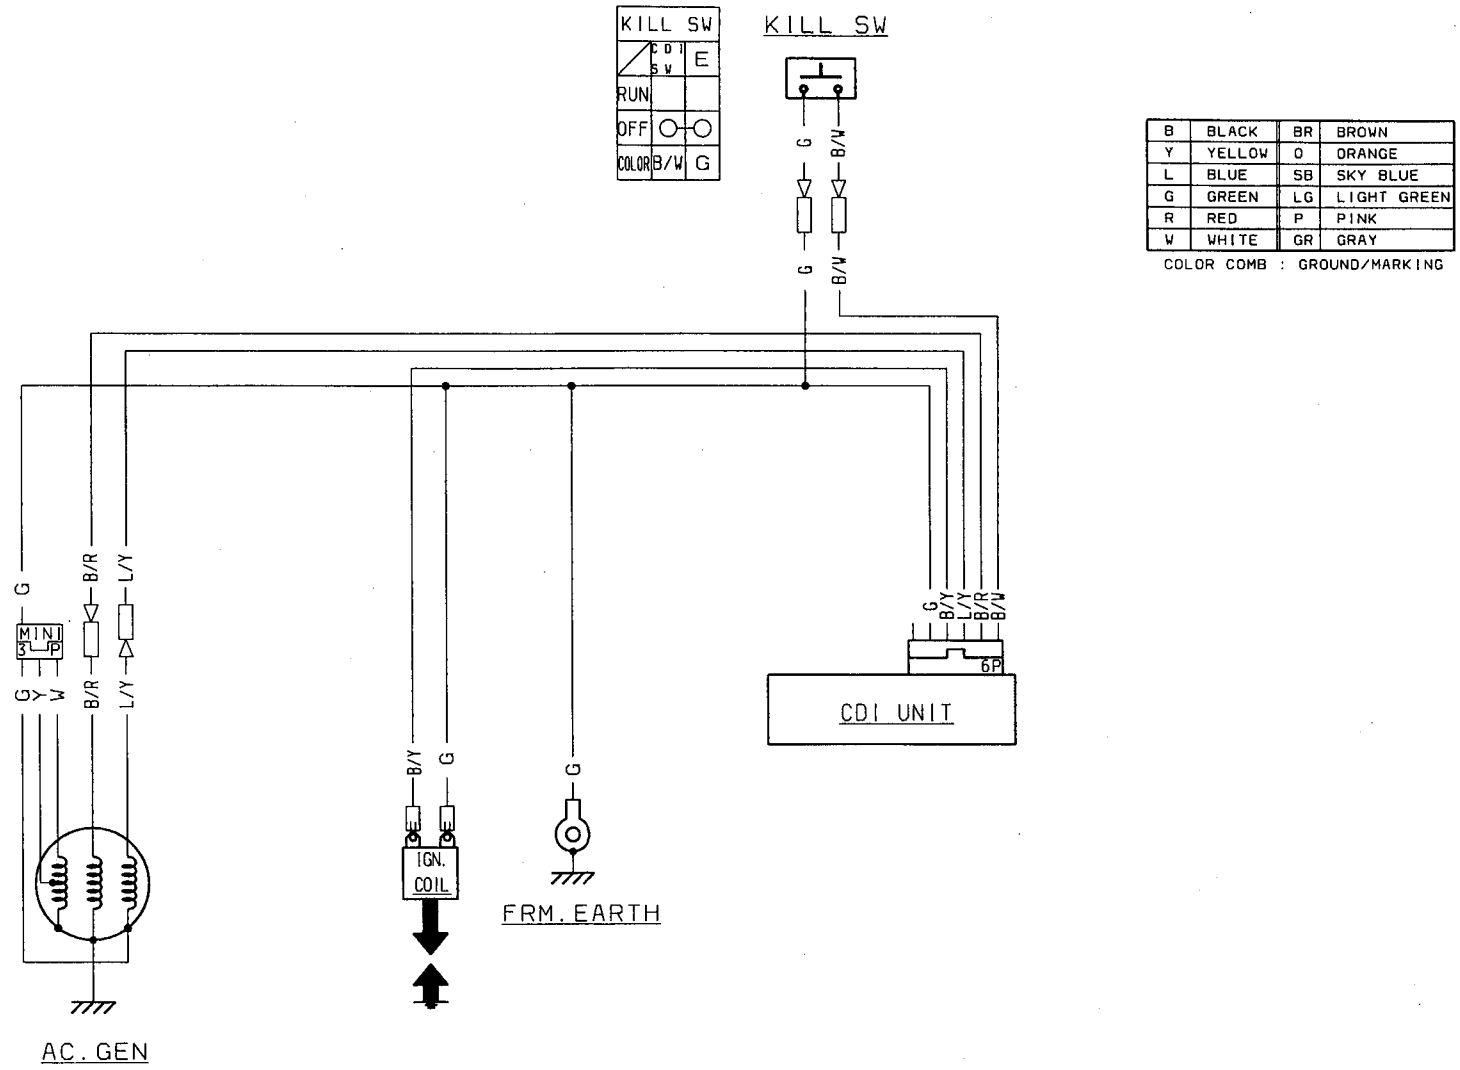 KILL SW
CDI SW E
RUN
OFF
COLOR B/W G
KILL SW
G B/W
G B/W
B BLACK BR BROWN
Y YELLOW O ORANGE
L BLUE SB SKY BLUE
G GREEN LG LIGHT GREEN
R RED P PINK
W WHITE GR GRAY
COLOR COMB : GROUND/MARKING
G B/R L/Y
MINI
3 P
G Y W B/R L/Y
G B/Y L/Y B/R B/W
6P
CDI UNIT
B/Y G G
IGN.
COIL
FRM. EARTH
AC. GEN